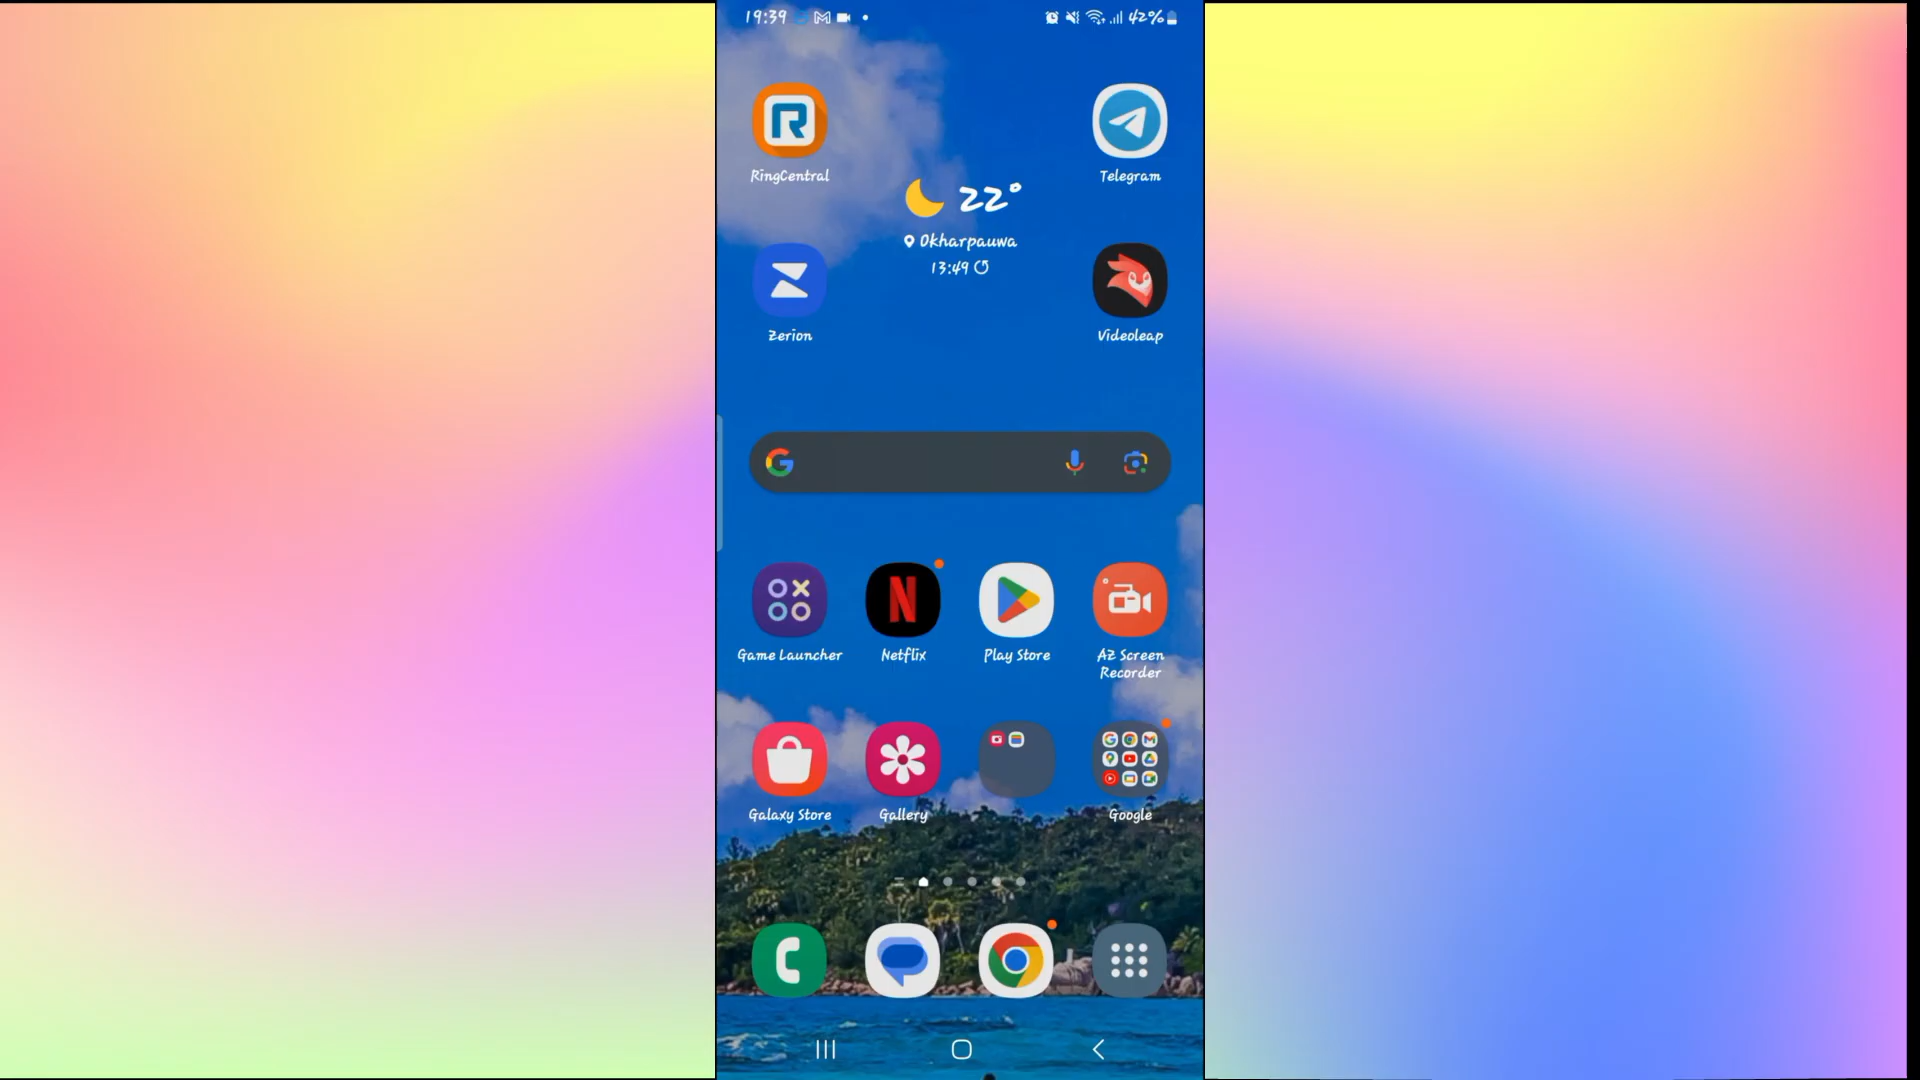 19:39
42%
RingCentral
Telegram
22°
Okharpauwa
13:49
Zerion
Videoleap
Game Launcher
Netflix
Play Store
AZ Screen
Recorder
Galaxy Store
Gallery
Google